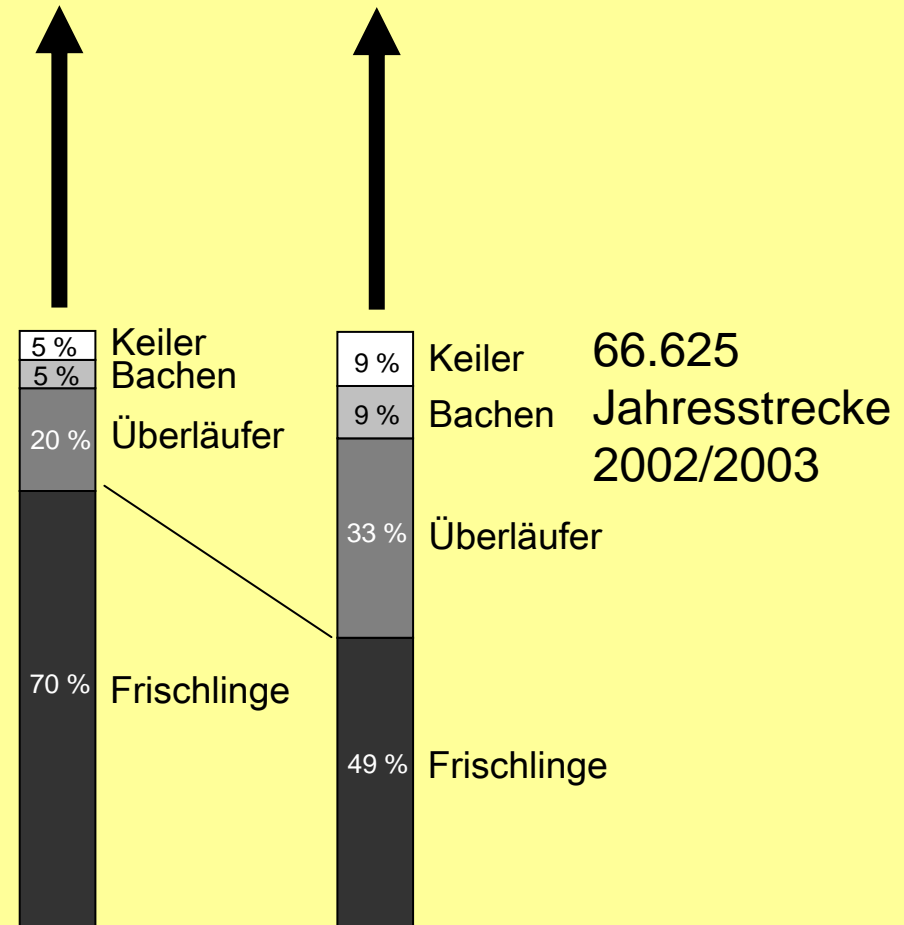 5 % Keiler
5 % Bachen
20 % Überläufer
70 % Frischlinge
9 % Keiler
9 % Bachen
33 % Überläufer
49 % Frischlinge
66.625
Jahresstrecke
2002/2003